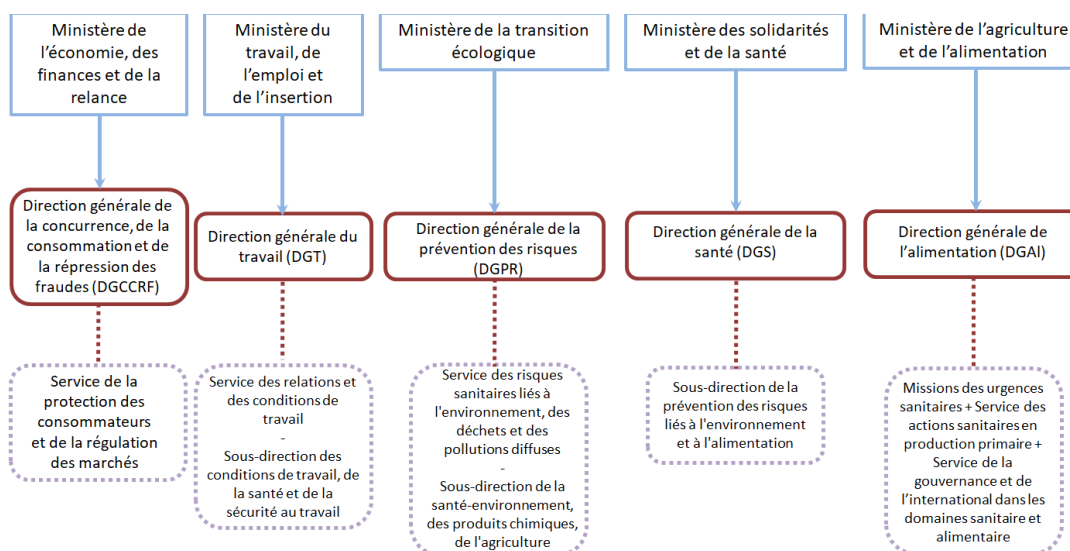 Ministère de
l’économie, des
finances et de la
relance
Ministère du
travail, de
l’emploi et
de l’insertion
Ministère de la transition
écologique
Ministère des solidarités
et de la santé
Ministère de l’agriculture
et de l’alimentation
Direction générale de
la concurrence, de la
consommation et de
la répression des
fraudes (DGCCRF)
Direction générale du
travail (DGT)
Direction générale de la
prévention des risques
(DGPR)
Direction générale de la
santé (DGS)
Direction générale de
l’alimentation (DGAl)
Service de la
protection des
consommateurs
et de la régulation
des marchés
Service des relations et
des conditions de
travail
-
Sous-direction des
conditions de travail, de
la santé et de la
sécurité au travail
Service des risques
sanitaires liés à
l'environnement, des
déchets et des
pollutions diffuses
-
Sous-direction de la
santé-environnement,
des produits chimiques,
de l'agriculture
Sous-direction de la
prévention des risques
liés à l'environnement
et à l'alimentation
Missions des urgences
sanitaires + Service des
actions sanitaires en
production primaire +
Service de la
gouvernance et de
l’international dans les
domaines sanitaire et
alimentaire